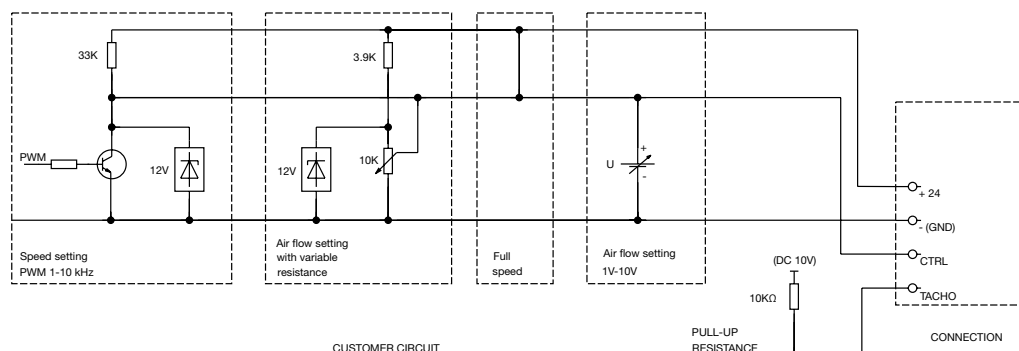 33K
3.9K
PWM
12V
12V
10K
U
+
-
+ 24
- (GND)
CTRL
TACHO
Speed setting
PWM 1-10 kHz
Air flow setting
with variable
resistance
Full
speed
Air flow setting
1V-10V
(DC 10V)
10KΩ
PULL-UP
RESISTANCE
CONNECTION
CUSTOMER CIRCUIT